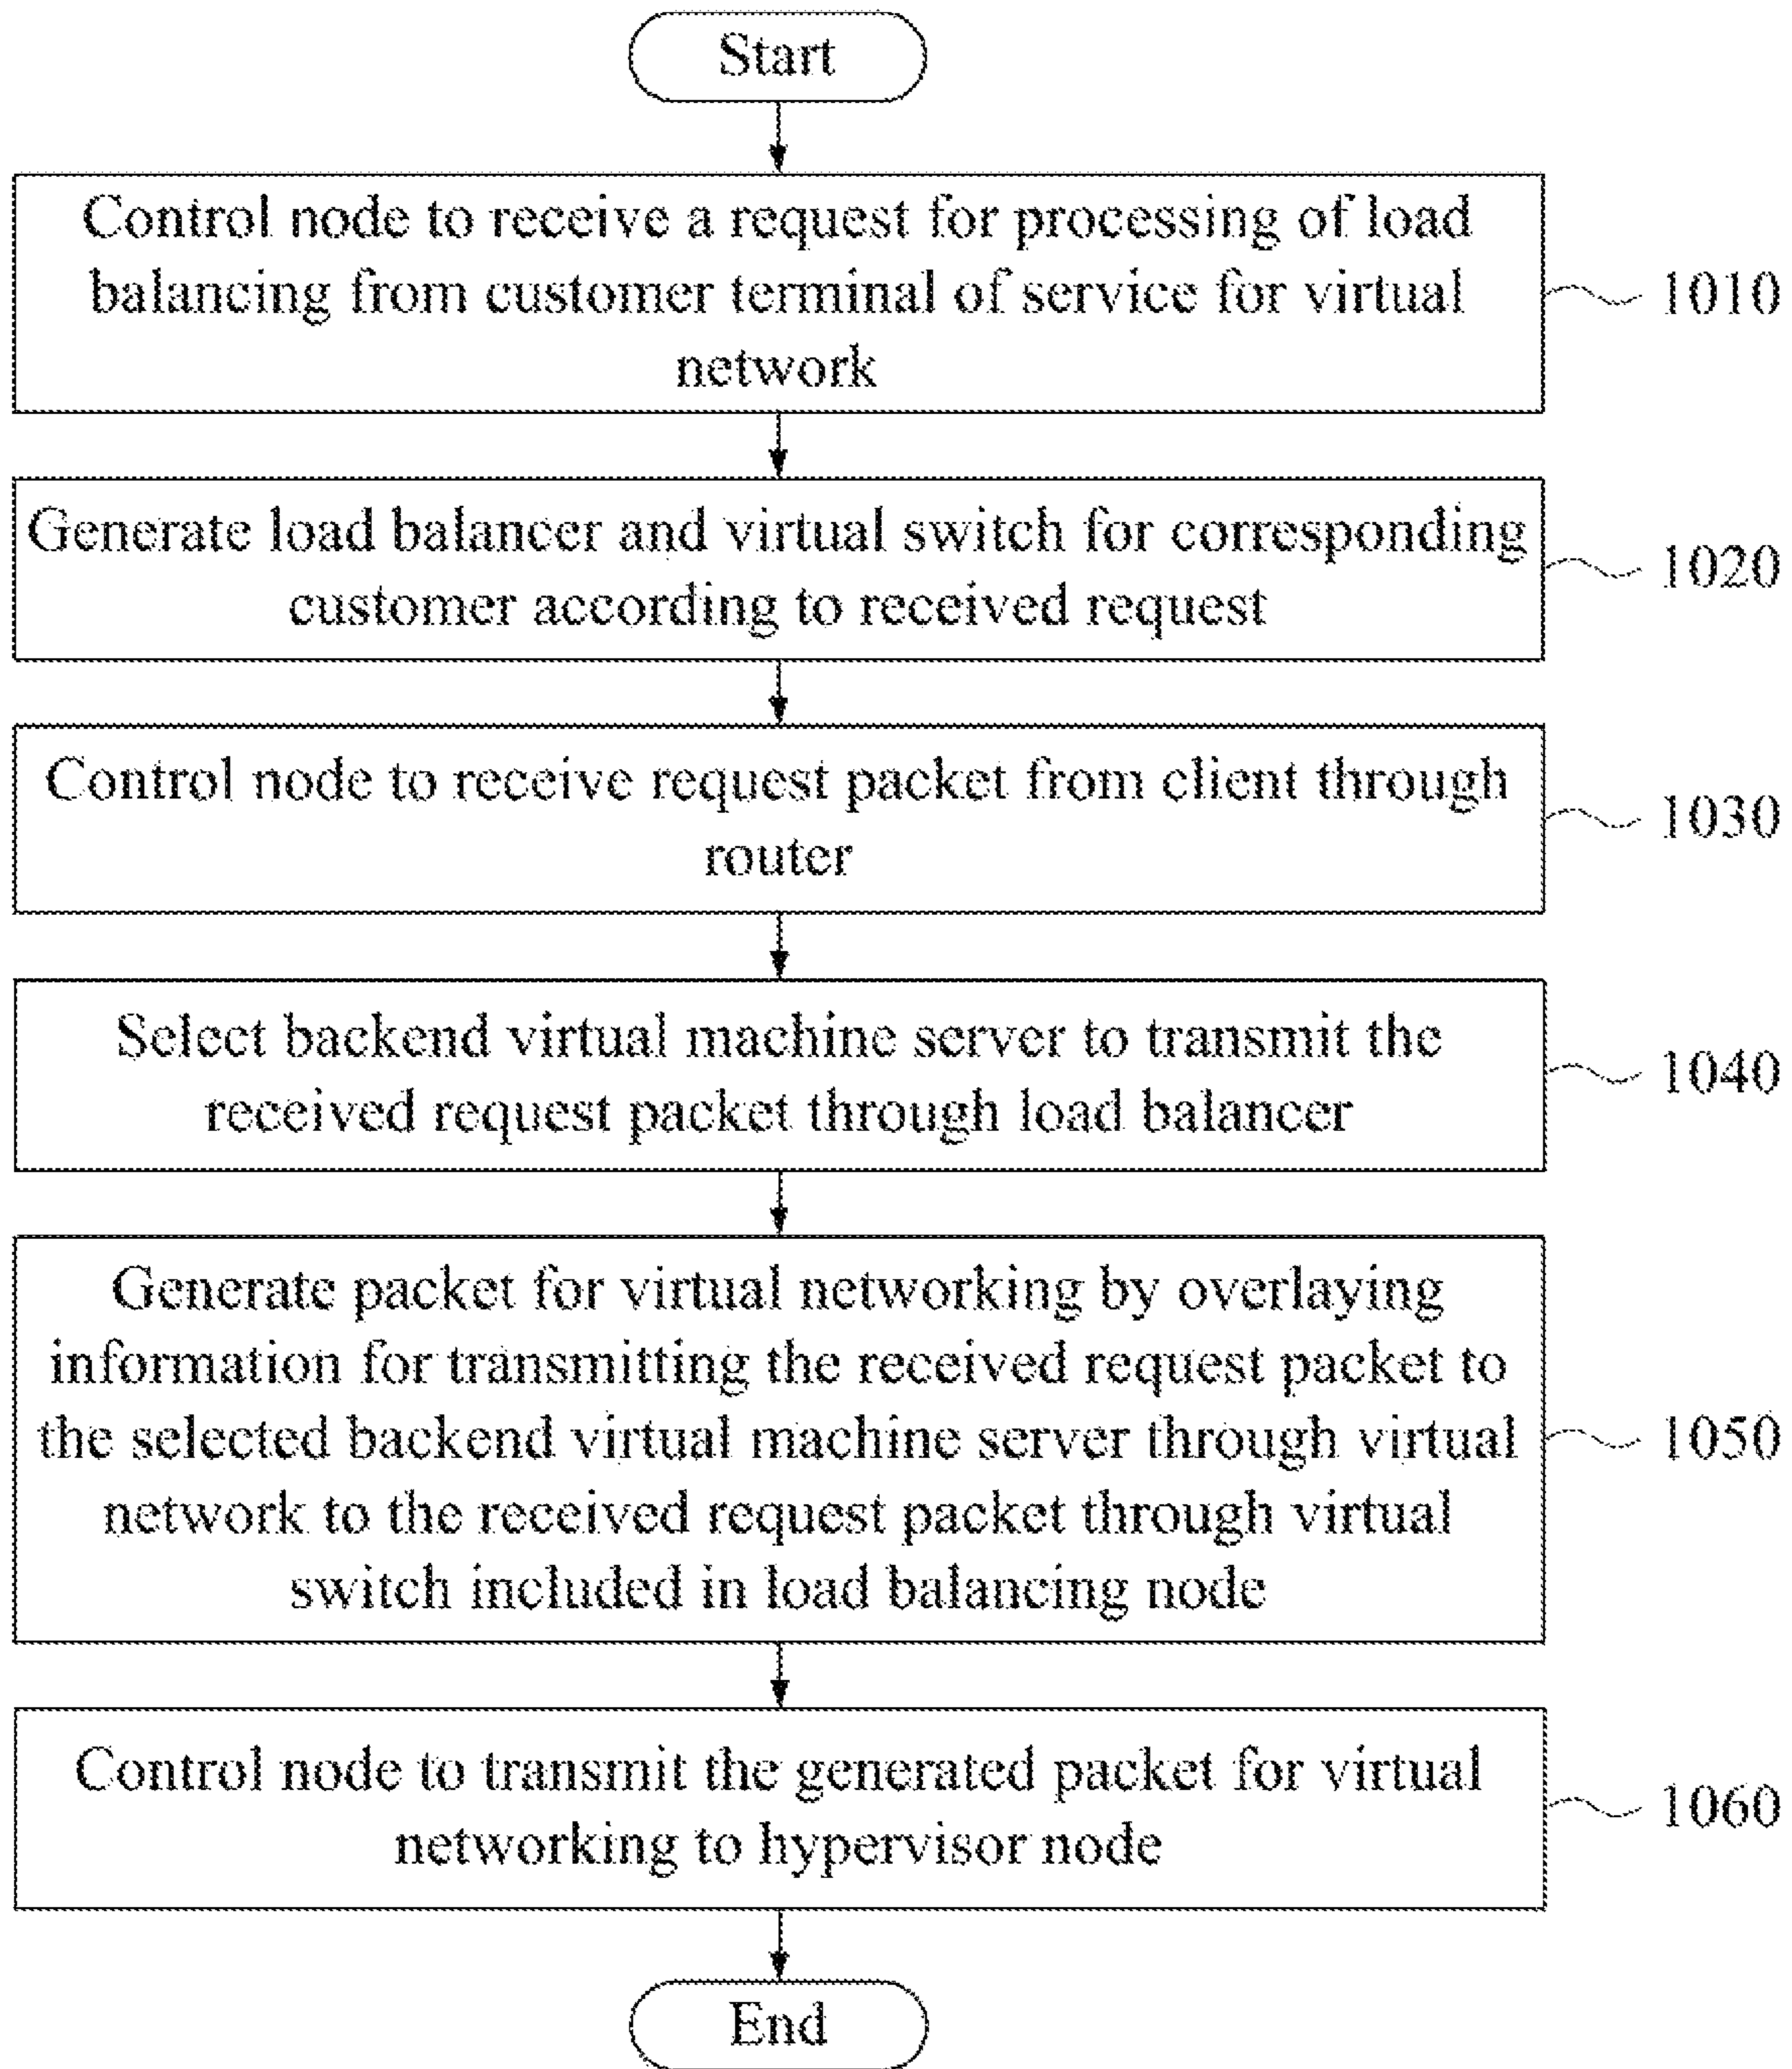 Start
Control node to receive a request for processing of load
balancing from customer terminal of service for virtual
network
1010
Generate load balancer and virtual switch for corresponding
customer according to received request
1020
Control node to receive request packet from client through
router
1030
Select backend virtual machine server to transmit the
received request packet through load balancer
1040
Generate packet for virtual networking by overlaying
information for transmitting the received request packet to
the selected backend virtual machine server through virtual
network to the received request packet through virtual
switch included in load balancing node
1050
Control node to transmit the generated packet for virtual
networking to hypervisor node
1060
End